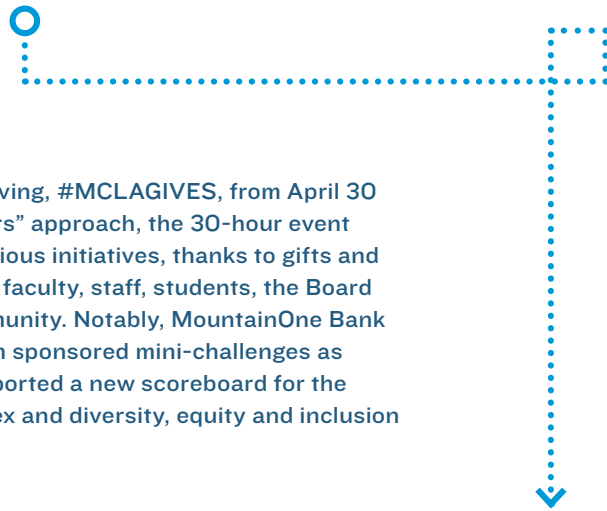 ving, #MCLAGIVES, from April 30
rs” approach, the 30-hour event
ious initiatives, thanks to gifts and
faculty, staff, students, the Board
munity. Notably, MountainOne Bank
n sponsored mini-challenges as
ported a new scoreboard for the
ex and diversity, equity and inclusion